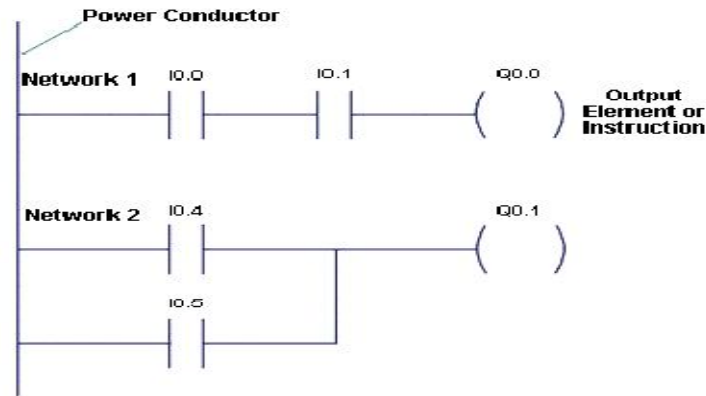 Power Conductor
Network 1
I0.0
I0.1
Q0.0
Output
Element or
Instruction
Network 2
I0.4
Q0.1
I0.5